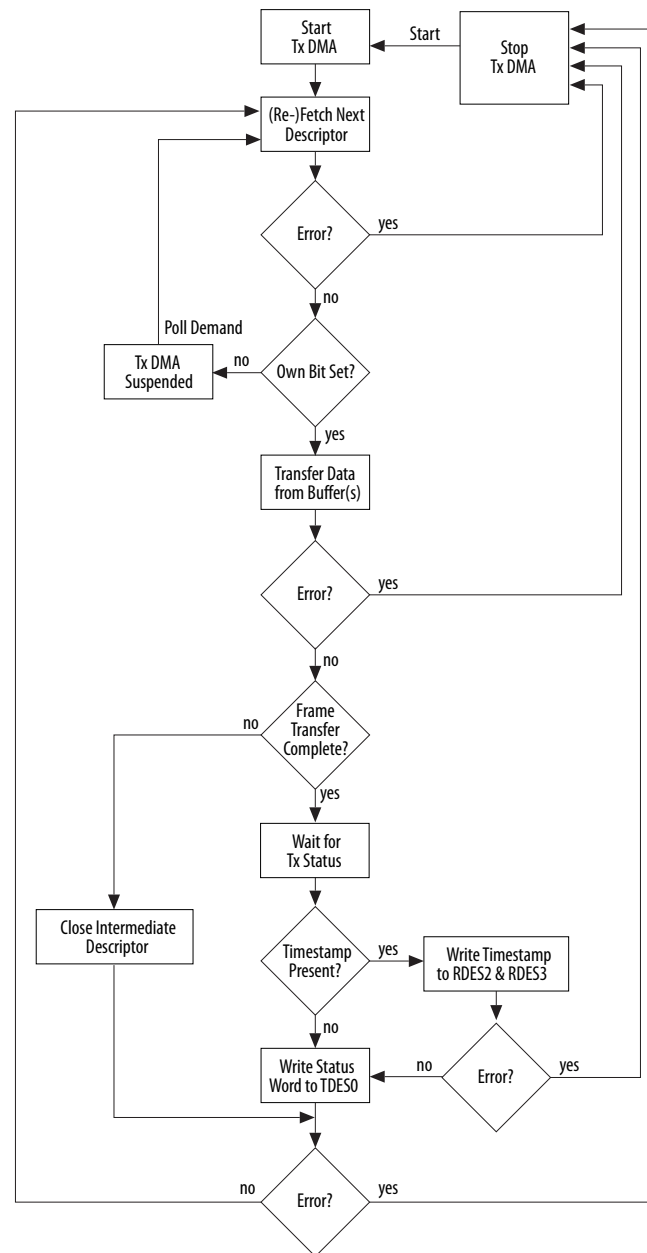 Start
Tx DMA
Start
Stop
Tx DMA
(Re-)Fetch Next
Descriptor
Error?
yes
no
Poll Demand
Tx DMA
Suspended
no
Own Bit Set?
yes
Transfer Data
from Buffer(s)
Error?
yes
no
no
Frame
Transfer
Complete?
yes
Wait for
Tx Status
Close Intermediate
Descriptor
Timestamp
Present?
yes
Write Timestamp
to RDES2 & RDES3
no
Write Status
Word to TDES0
no
Error?
yes
no
Error?
yes